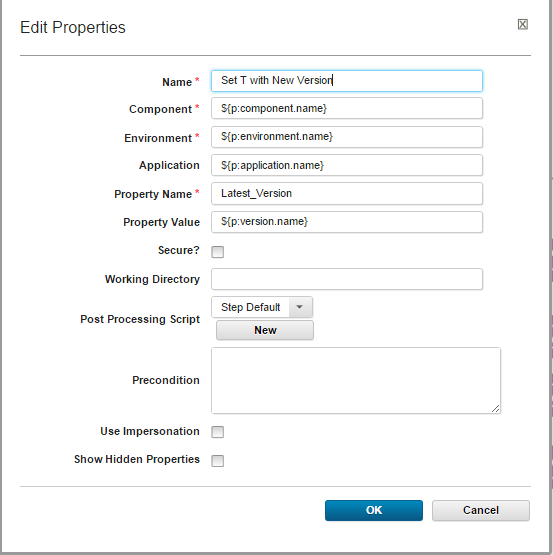 Edit Properties
Name * Set T with New Version
Component * ${p:component.name}
Environment * ${p:environment.name}
Application ${p:application.name}
Property Name * Latest_Version
Property Value ${p:version.name}
Secure?
Working Directory
Post Processing Script Step Default
New
Precondition
Use Impersonation
Show Hidden Properties
OK Cancel